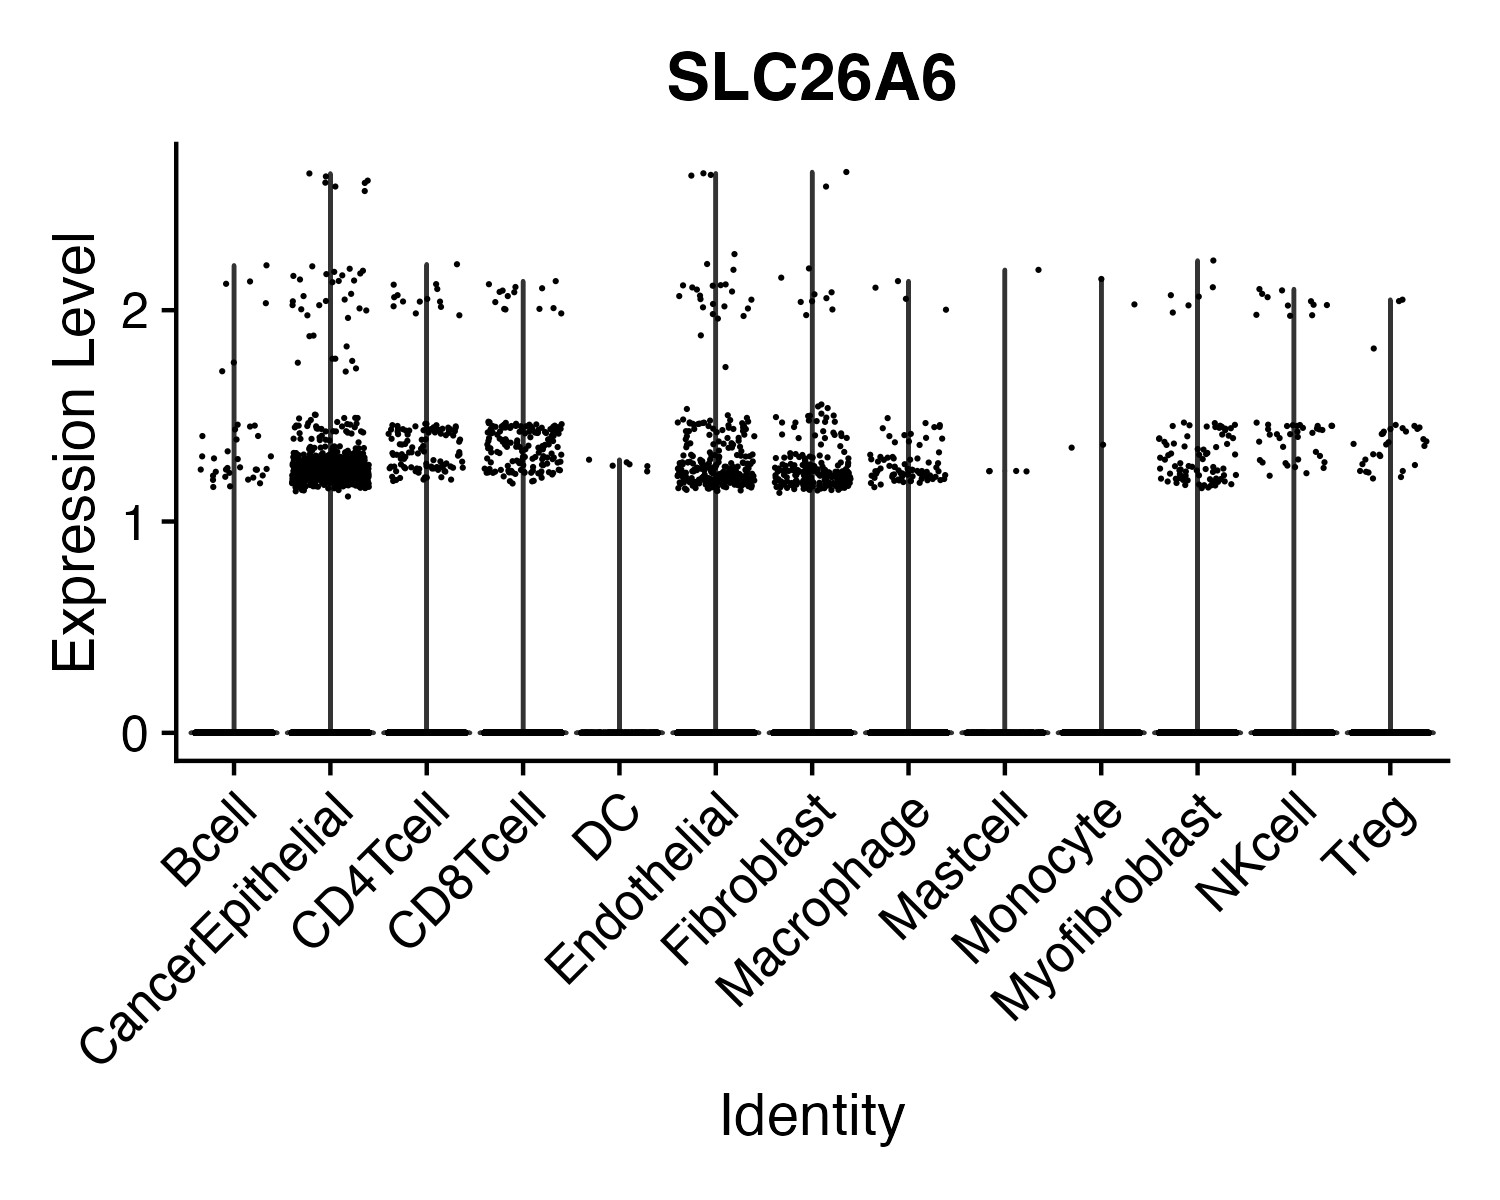 SLC26A6
Expression Level
2
1
0
Bcell
CancerEpithelial
CD4Tcell
CD8Tcell
DC
Endothelial
Fibroblast
Macrophage
Mastcell
Monocyte
Myofibroblast
NKcell
Treg
Identity